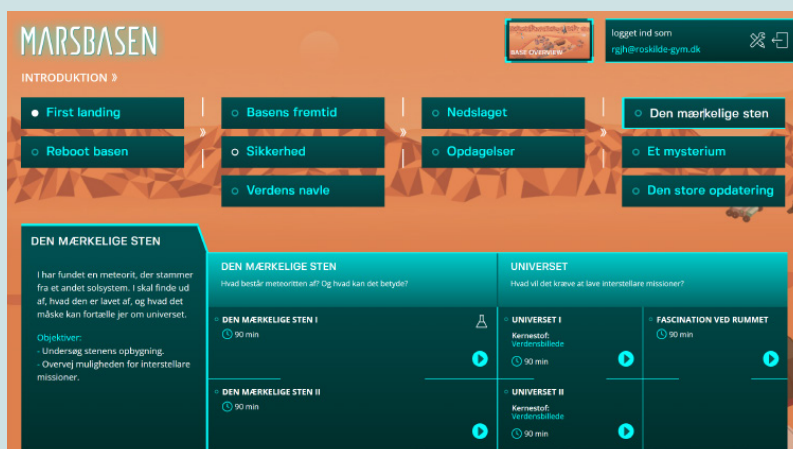 MARSBASEN
BASE OVERVIEW
logget ind som
rgjh@roskilde-gym.dk
INTRODUKTION »
First landing
Basens fremtid
Nedslaget
Den mærkelige sten
Reboot basen
Sikkerhed
Opdagelser
Et mysterium
Verdens navle
Den store opdatering
DEN MÆRKELIGE STEN
I har fundet en meteorit, der stammer
fra et andet solsystem. I skal finde ud
af, hvad den er lavet af, og hvad det
måske kan fortælle jer om universet.
Objektiver:
- Undersøg stenens opbygning.
- Overvej muligheden for interstellare
missioner.
DEN MÆRKELIGE STEN
Hvad består meteoritten af? Og hvad kan det betyde?
UNIVERSET
Hvad vil det kræve at lave interstellare missioner?
DEN MÆRKELIGE STEN I
90 min
UNIVERSET I
Kernestof:
Verdensbillede
90 min
FASCINATION VED RUMMET
90 min
DEN MÆRKELIGE STEN II
90 min
UNIVERSET II
Kernestof:
Verdensbillede
90 min